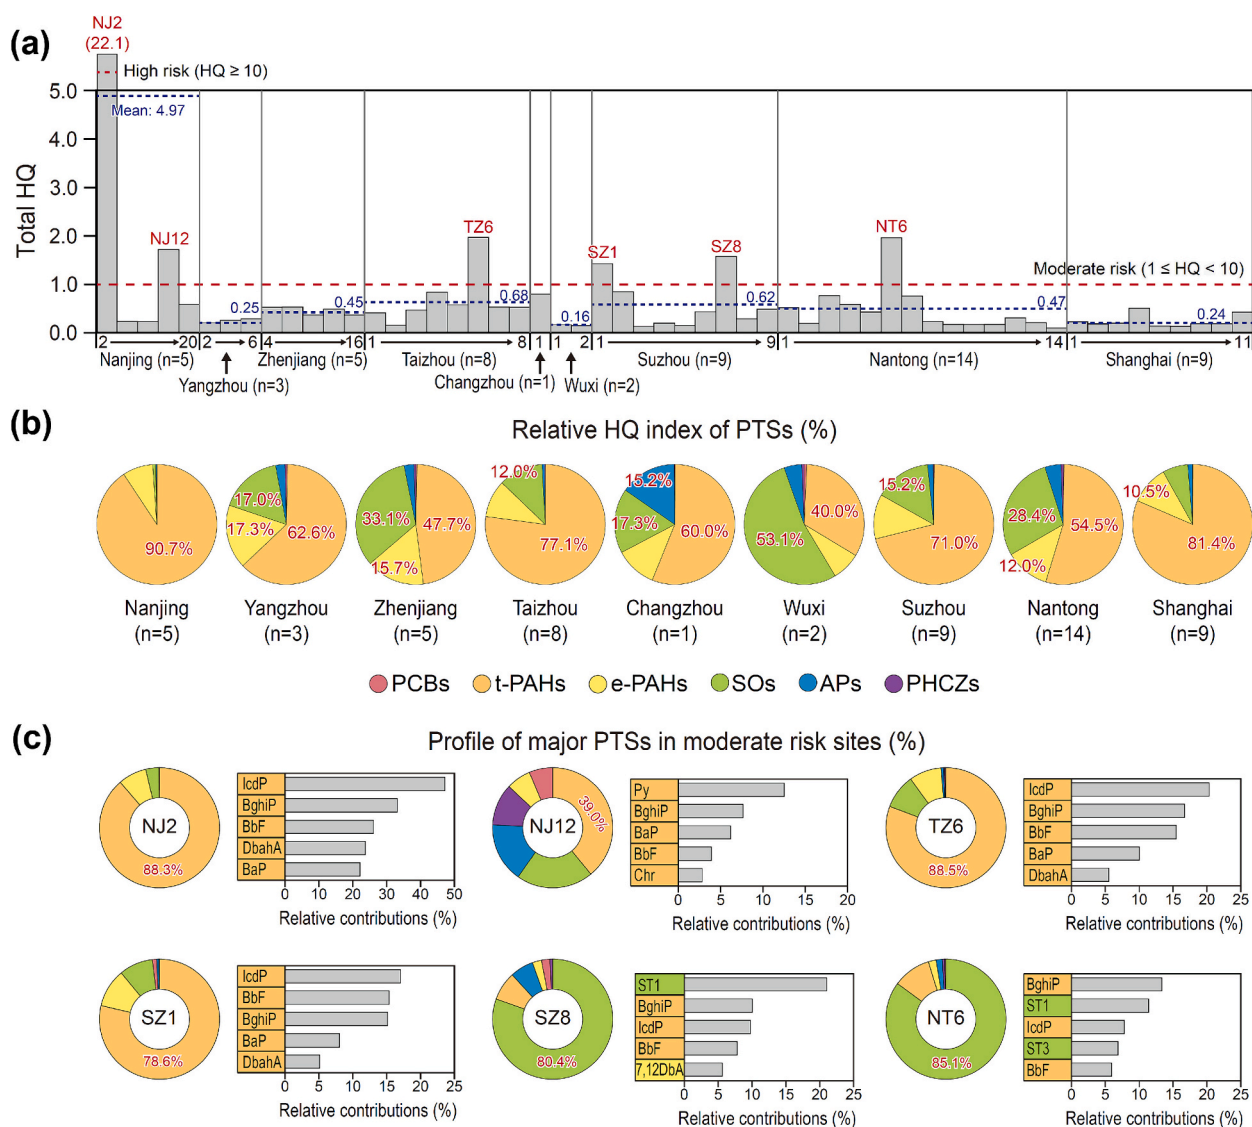 (a)
NJ2
(22.1)
High risk (HQ ≥ 10)
Mean: 4.97
Total HQ
5.0
4.0
3.0
2.0
1.0
0.0
NJ12
TZ6
SZ1
SZ8
NT6
Moderate risk (1 ≤ HQ < 10)
0.25
0.45
0.68
0.16
0.62
0.47
0.24
2 20 2 6 4 16 1 8 1 1 2 1 9 1 14 1 11
Nanjing (n=5)
Yangzhou (n=3)
Zhenjiang (n=5)
Taizhou (n=8)
Changzhou (n=1)
Wuxi (n=2)
Suzhou (n=9)
Nantong (n=14)
Shanghai (n=9)
(b)
Relative HQ index of PTSs (%)
90.7%
17.0%
17.3%
62.6%
33.1%
47.7%
15.7%
12.0%
77.1%
15.2%
17.3%
60.0%
40.0%
53.1%
15.2%
71.0%
28.4%
54.5%
12.0%
10.5%
81.4%
Nanjing
(n=5)
Yangzhou
(n=3)
Zhenjiang
(n=5)
Taizhou
(n=8)
Changzhou
(n=1)
Wuxi
(n=2)
Suzhou
(n=9)
Nantong
(n=14)
Shanghai
(n=9)
PCBs t-PAHs e-PAHs SOs APs PHCZs
(c)
Profile of major PTSs in moderate risk sites (%)
NJ2
88.3%
IcdP
BghiP
BbF
DbahA
BaP
0 10 20 30 40 50
Relative contributions (%)
NJ12
39.0%
Py
BghiP
BaP
BbF
Chr
0 5 10 15 20
Relative contributions (%)
TZ6
88.5%
IcdP
BghiP
BbF
BaP
DbahA
0 5 10 15 20 25
Relative contributions (%)
SZ1
78.6%
IcdP
BbF
BghiP
BaP
DbahA
0 5 10 15 20 25
Relative contributions (%)
SZ8
80.4%
ST1
BghiP
IcdP
BbF
7,12DbA
0 5 10 15 20 25
Relative contributions (%)
NT6
85.1%
BghiP
ST1
IcdP
ST3
BbF
0 5 10 15 20 25
Relative contributions (%)